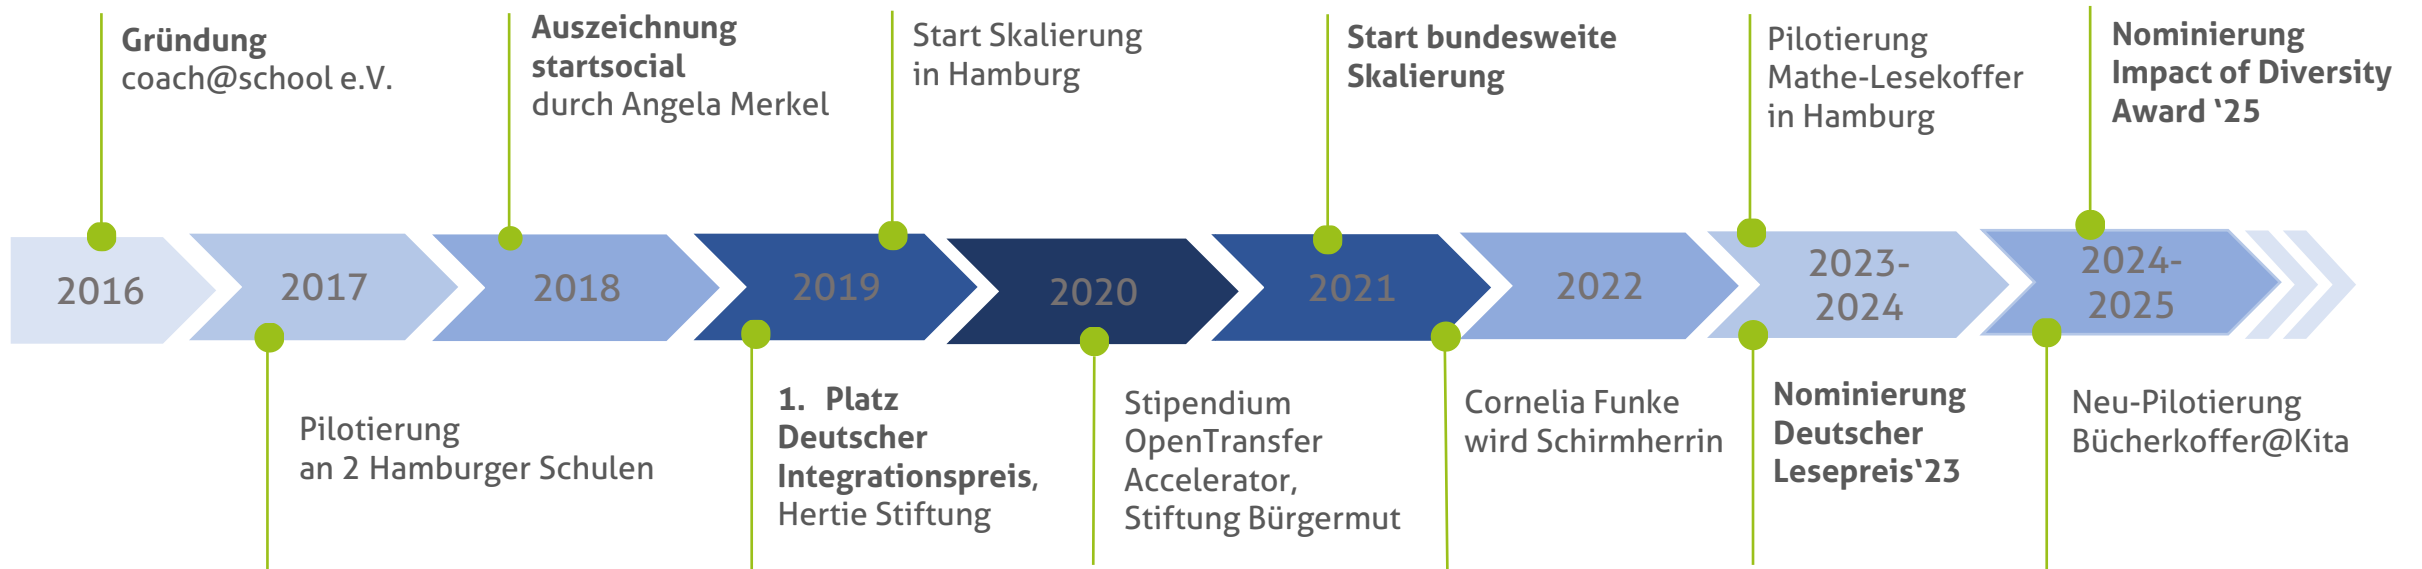 Gründung
coach@school e.V.
Auszeichnung
startsocial
durch Angela Merkel
Start Skalierung
in Hamburg
Start bundesweite
Skalierung
Pilotierung
Mathe-Lesekoffer
in Hamburg
Nominierung
Impact of Diversity
Award ‘25
2016
2017
2018
2019
2020
2021
2022
2023-
2024
2024-
2025
Pilotierung
an 2 Hamburger Schulen
1. Platz
Deutscher
Integrationspreis,
Hertie Stiftung
Stipendium
OpenTransfer
Accelerator,
Stiftung Bürgermut
Cornelia Funke
wird Schirmherrin
Nominierung
Deutscher
Lesepreis‘23
Neu-Pilotierung
Bücherkoffer@Kita